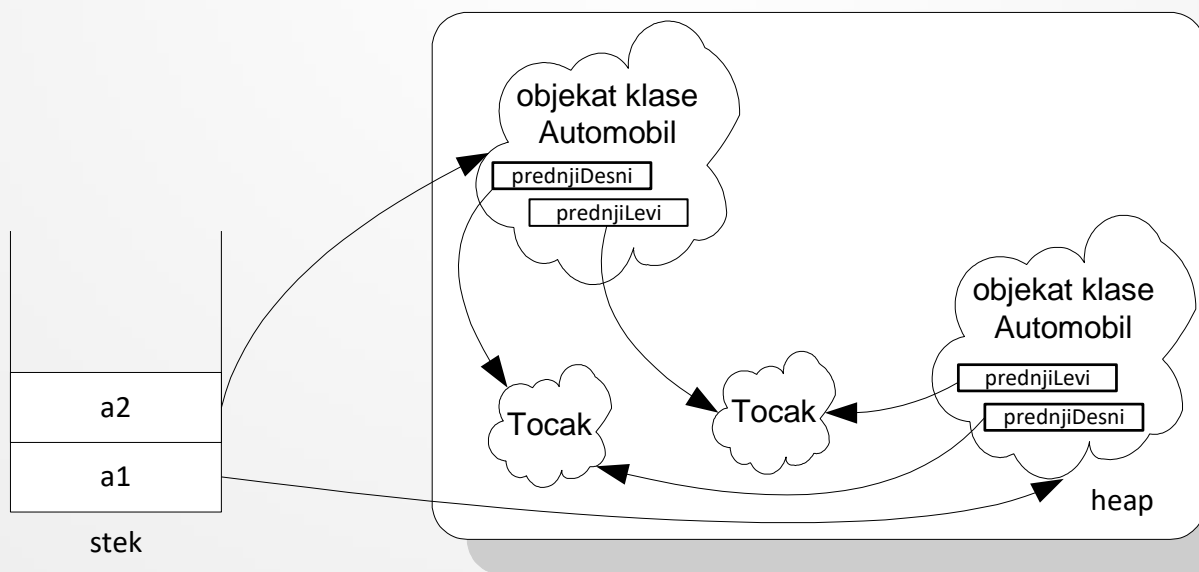 objekat klase
Automobil
prednjiDesni
prednjiLevi
objekat klase
Automobil
prednjiLevi
prednjiDesni
Tocak
Tocak
a2
a1
stek
heap